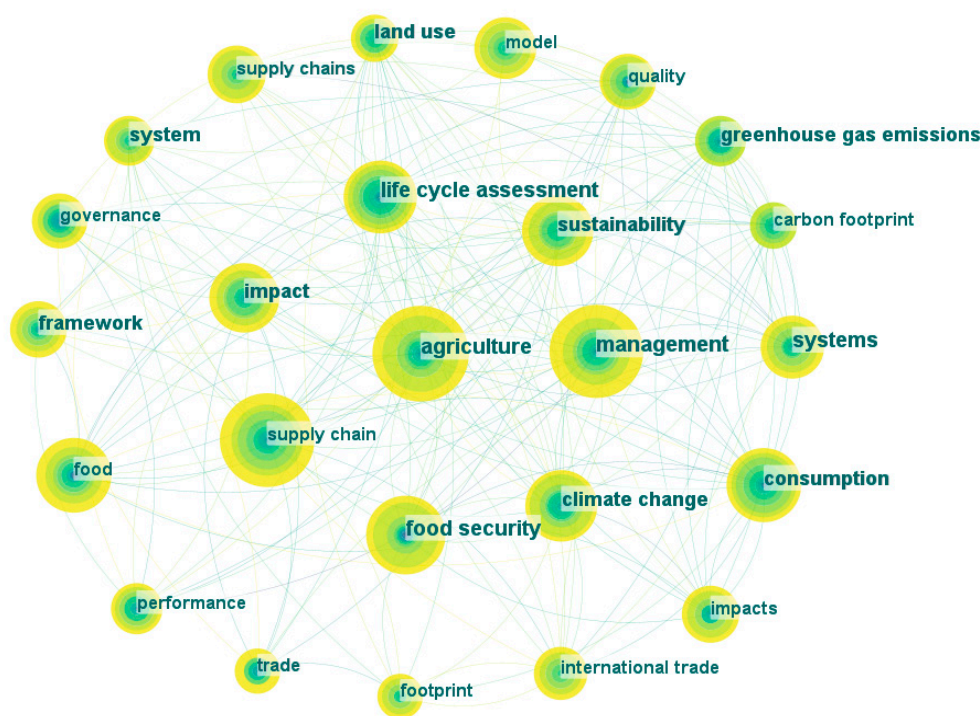 land use
model
supply chains
quality
system
greenhouse gas emissions
life cycle assessment
governance
sustainability
carbon footprint
impact
framework
agriculture
management
systems
supply chain
food
consumption
climate change
food security
performance
impacts
trade
international trade
footprint